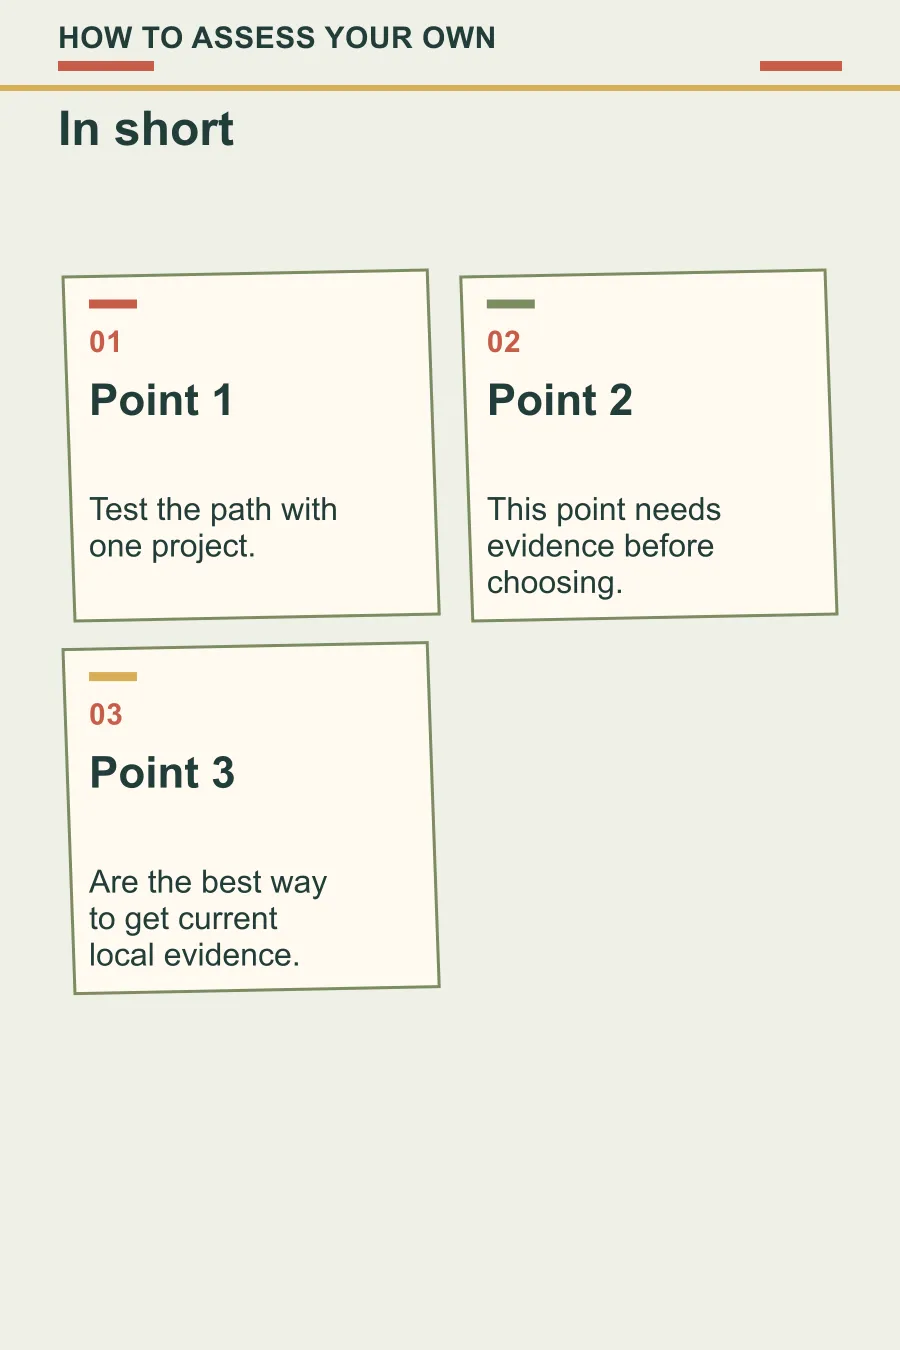 HOW TO ASSESS YOUR OWN
In short
01
Point 1
Test the path with
one project.
02
Point 2
This point needs
evidence before
choosing.
03
Point 3
Are the best way
to get current
local evidence.